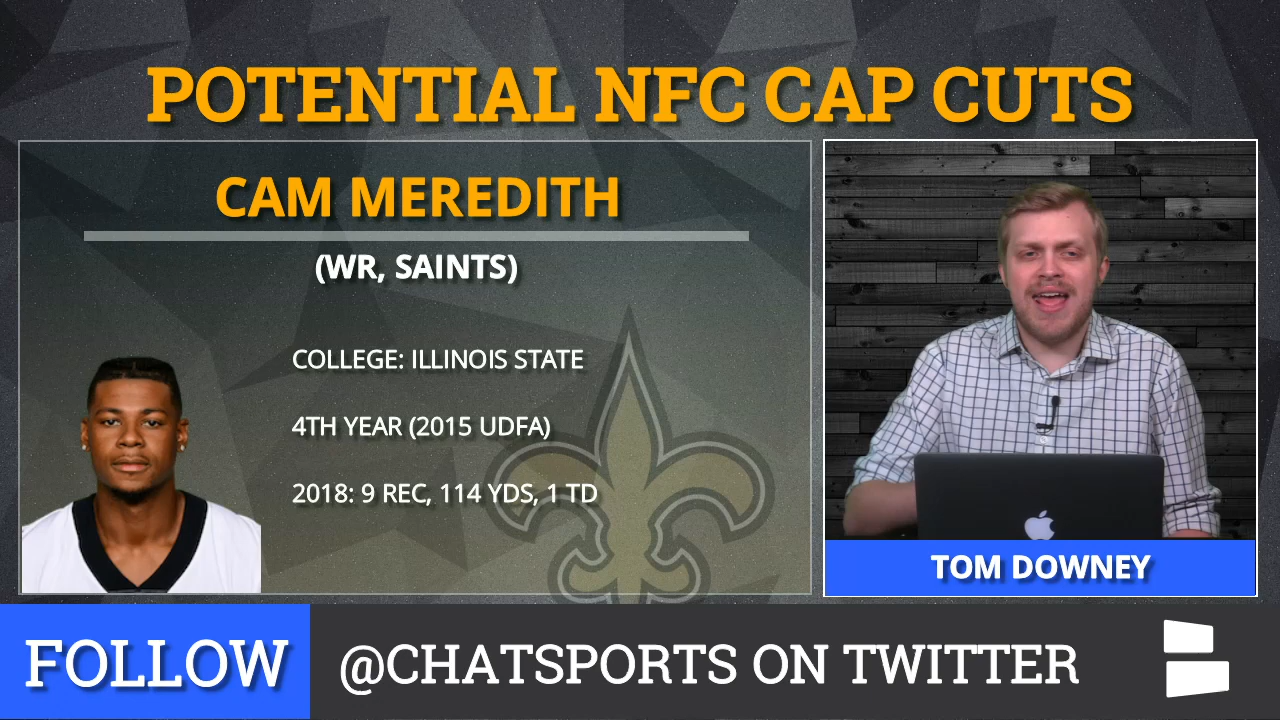 POTENTIAL NFC CAP CUTS
CAM MEREDITH
(WR, SAINTS)
COLLEGE: ILLINOIS STATE
4TH YEAR (2015 UDFA)
2018: 9 REC, 114 YDS, 1 TD
TOM DOWNEY
FOLLOW @CHATSPORTS ON TWITTER